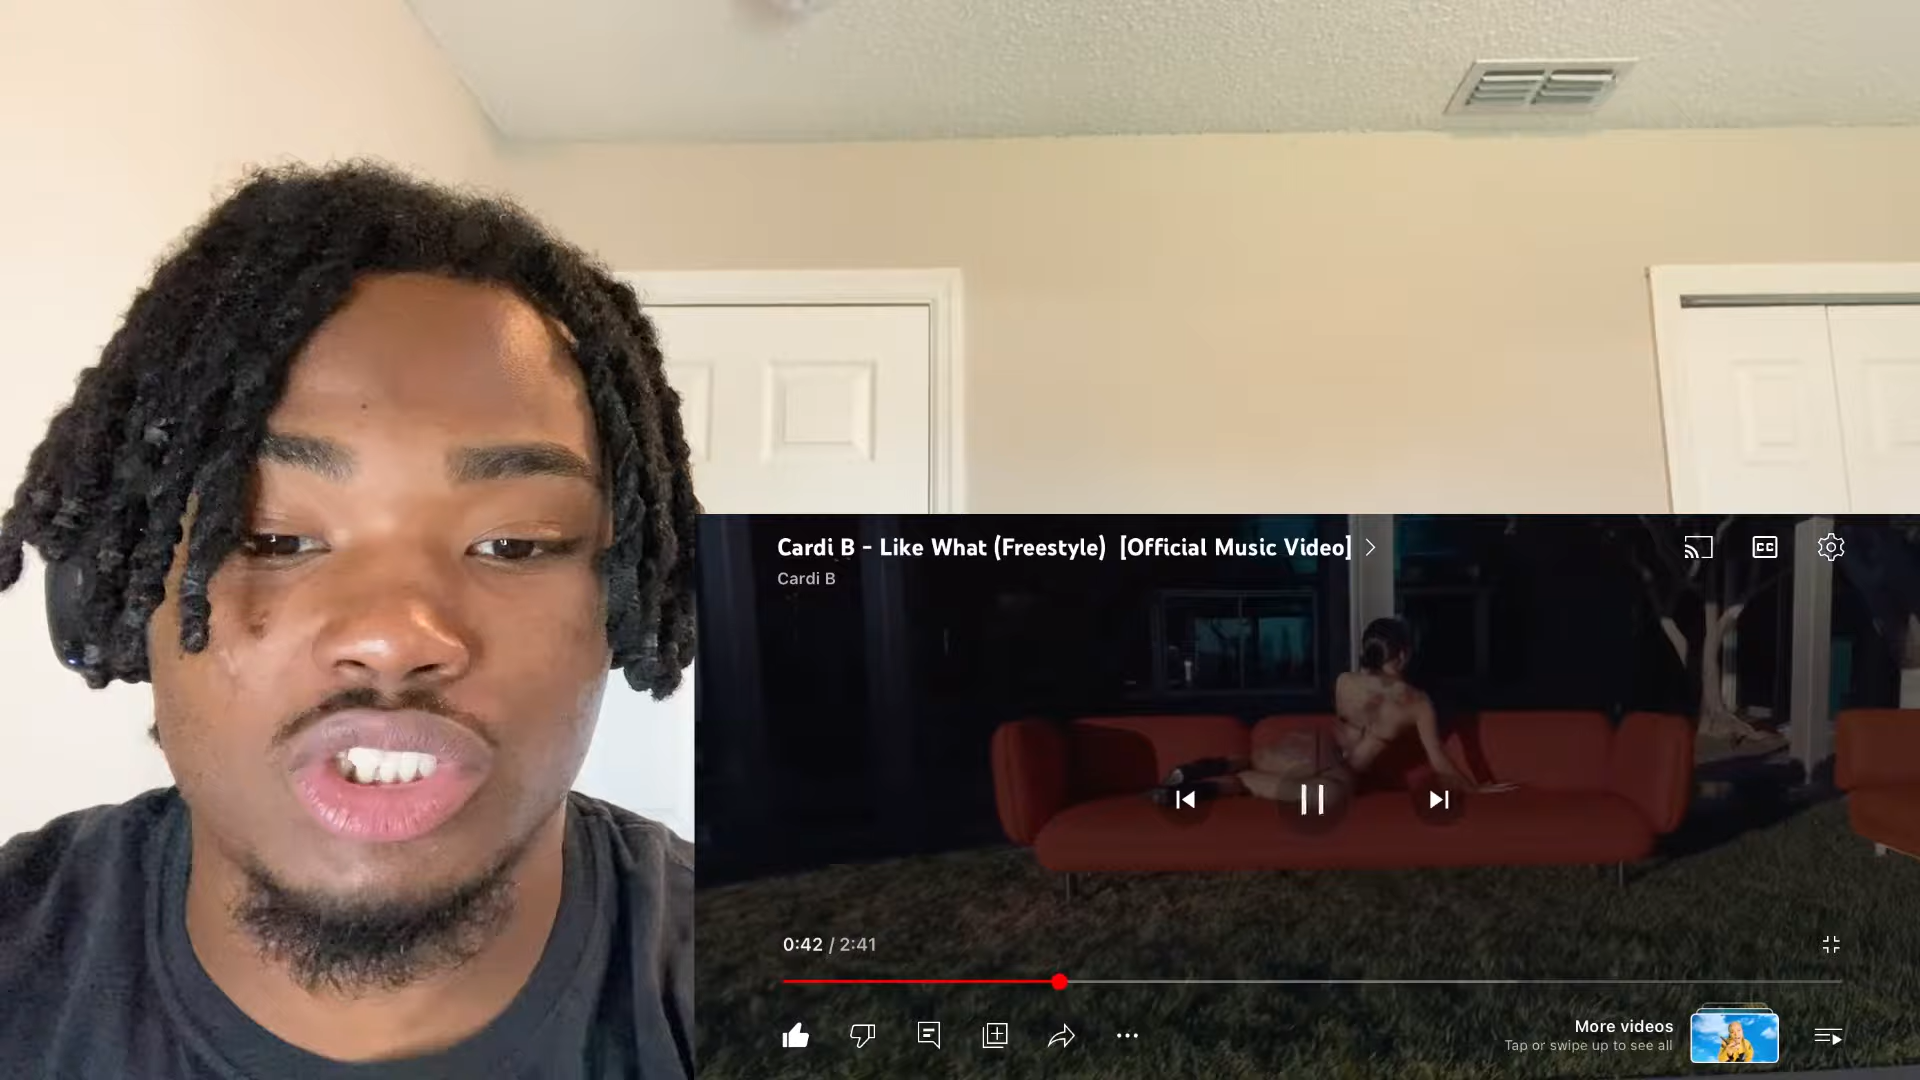 Cardi B - Like What (Freestyle) [Official Music Video]
Cardi B
CC
0:42 / 2:41
More videos
Tap or swipe up to see all